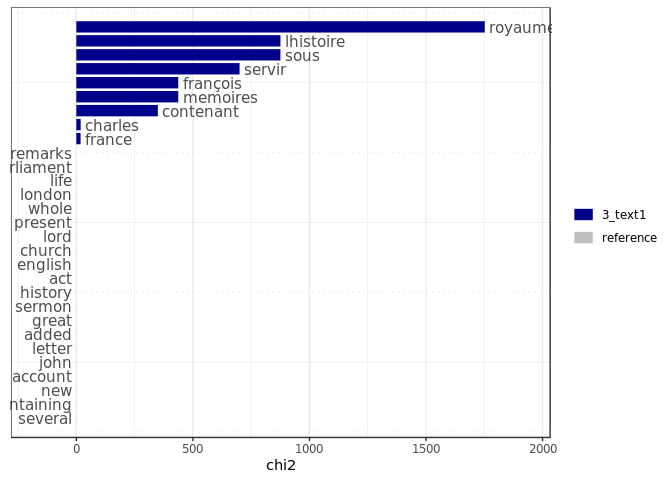 royaume
lhistoire
sous
servir
françois
memoires
contenant
charles
france
remarks
rliament
life
london
whole
present
lord
church
english
act
history
sermon
great
added
letter
john
account
new
ntaining
several
3_text1
reference
0 500 1000 1500 2000
chi2